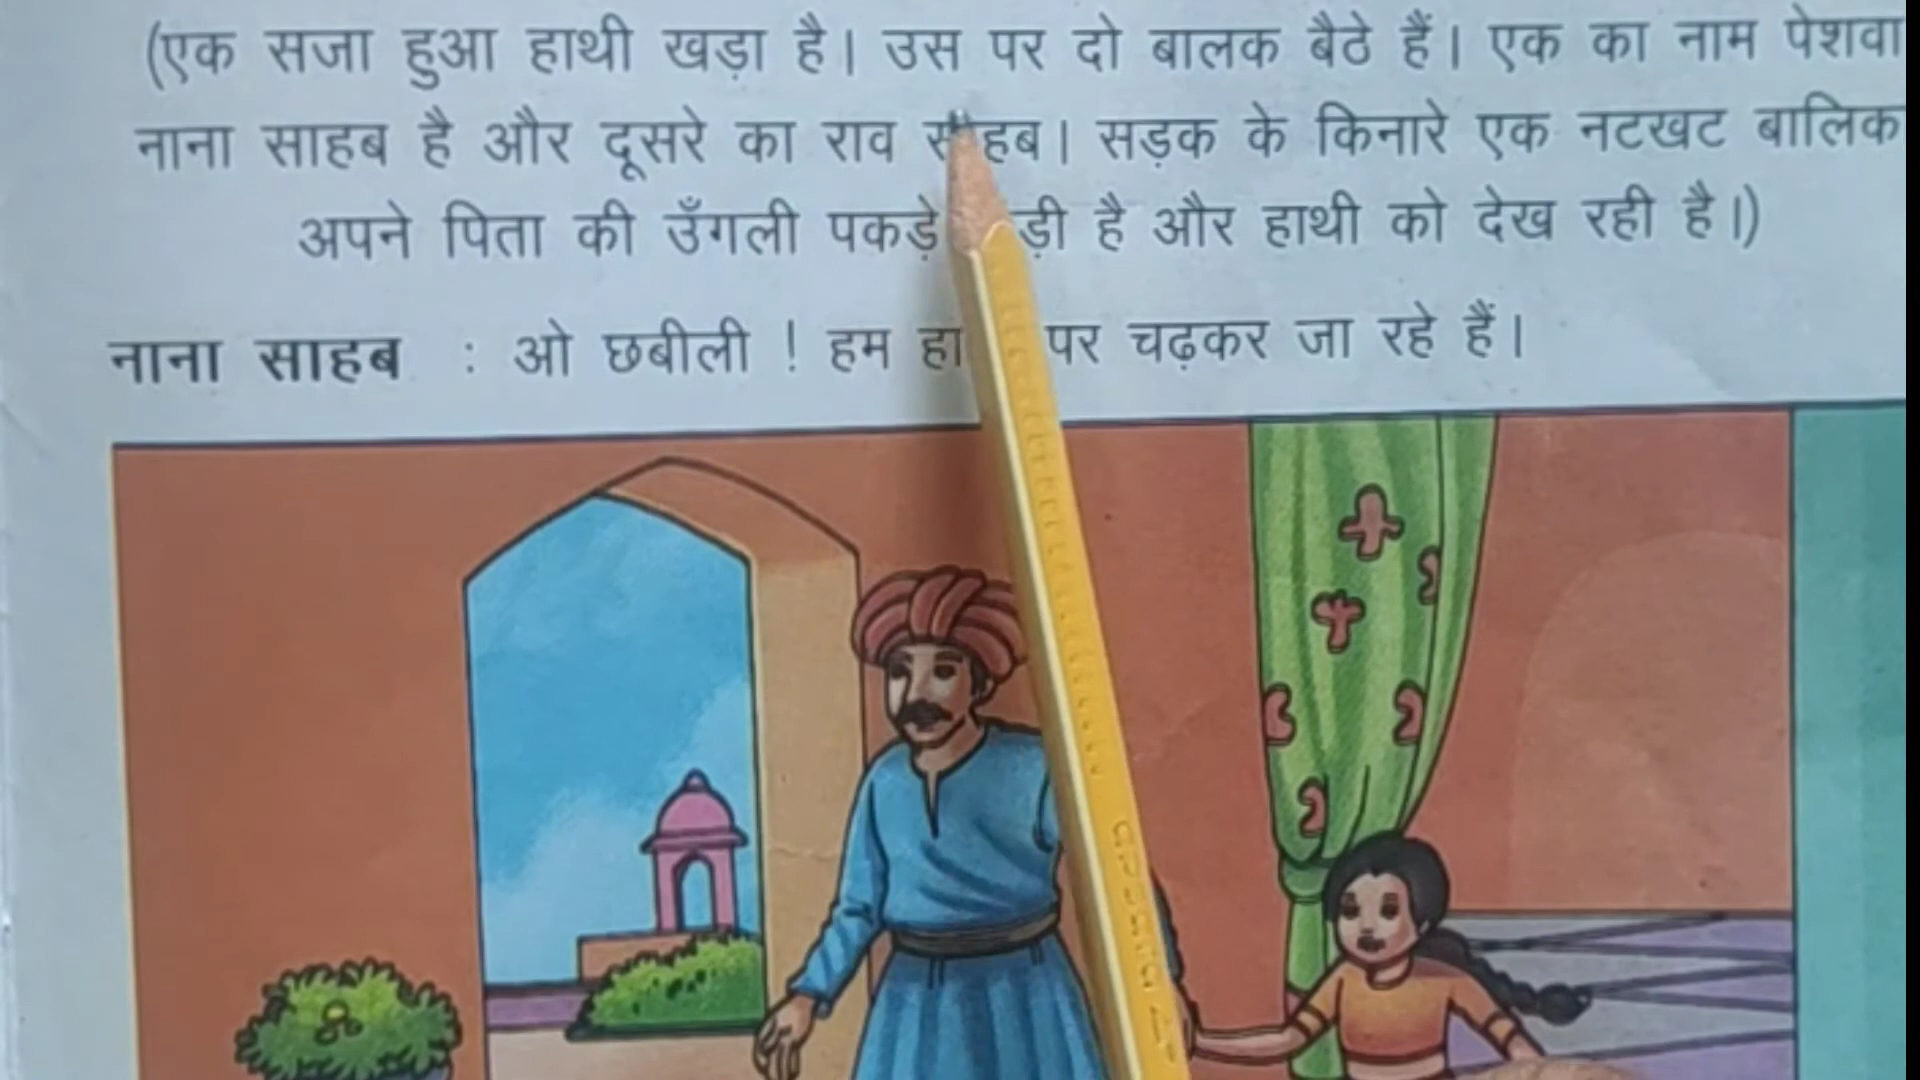 (एक सजा हुआ हाथी खड़ा है। उस पर दो बालक बैठे हैं। एक का नाम पेशवा
नाना साहब है और दूसरे का राव साहब। सड़क के किनारे एक नटखट बालिक
अपने पिता की उँगली पकड़े ड़ी है और हाथी को देख रही है।)
नाना साहब : ओ छबीली ! हम हा पर चढ़कर जा रहे हैं।